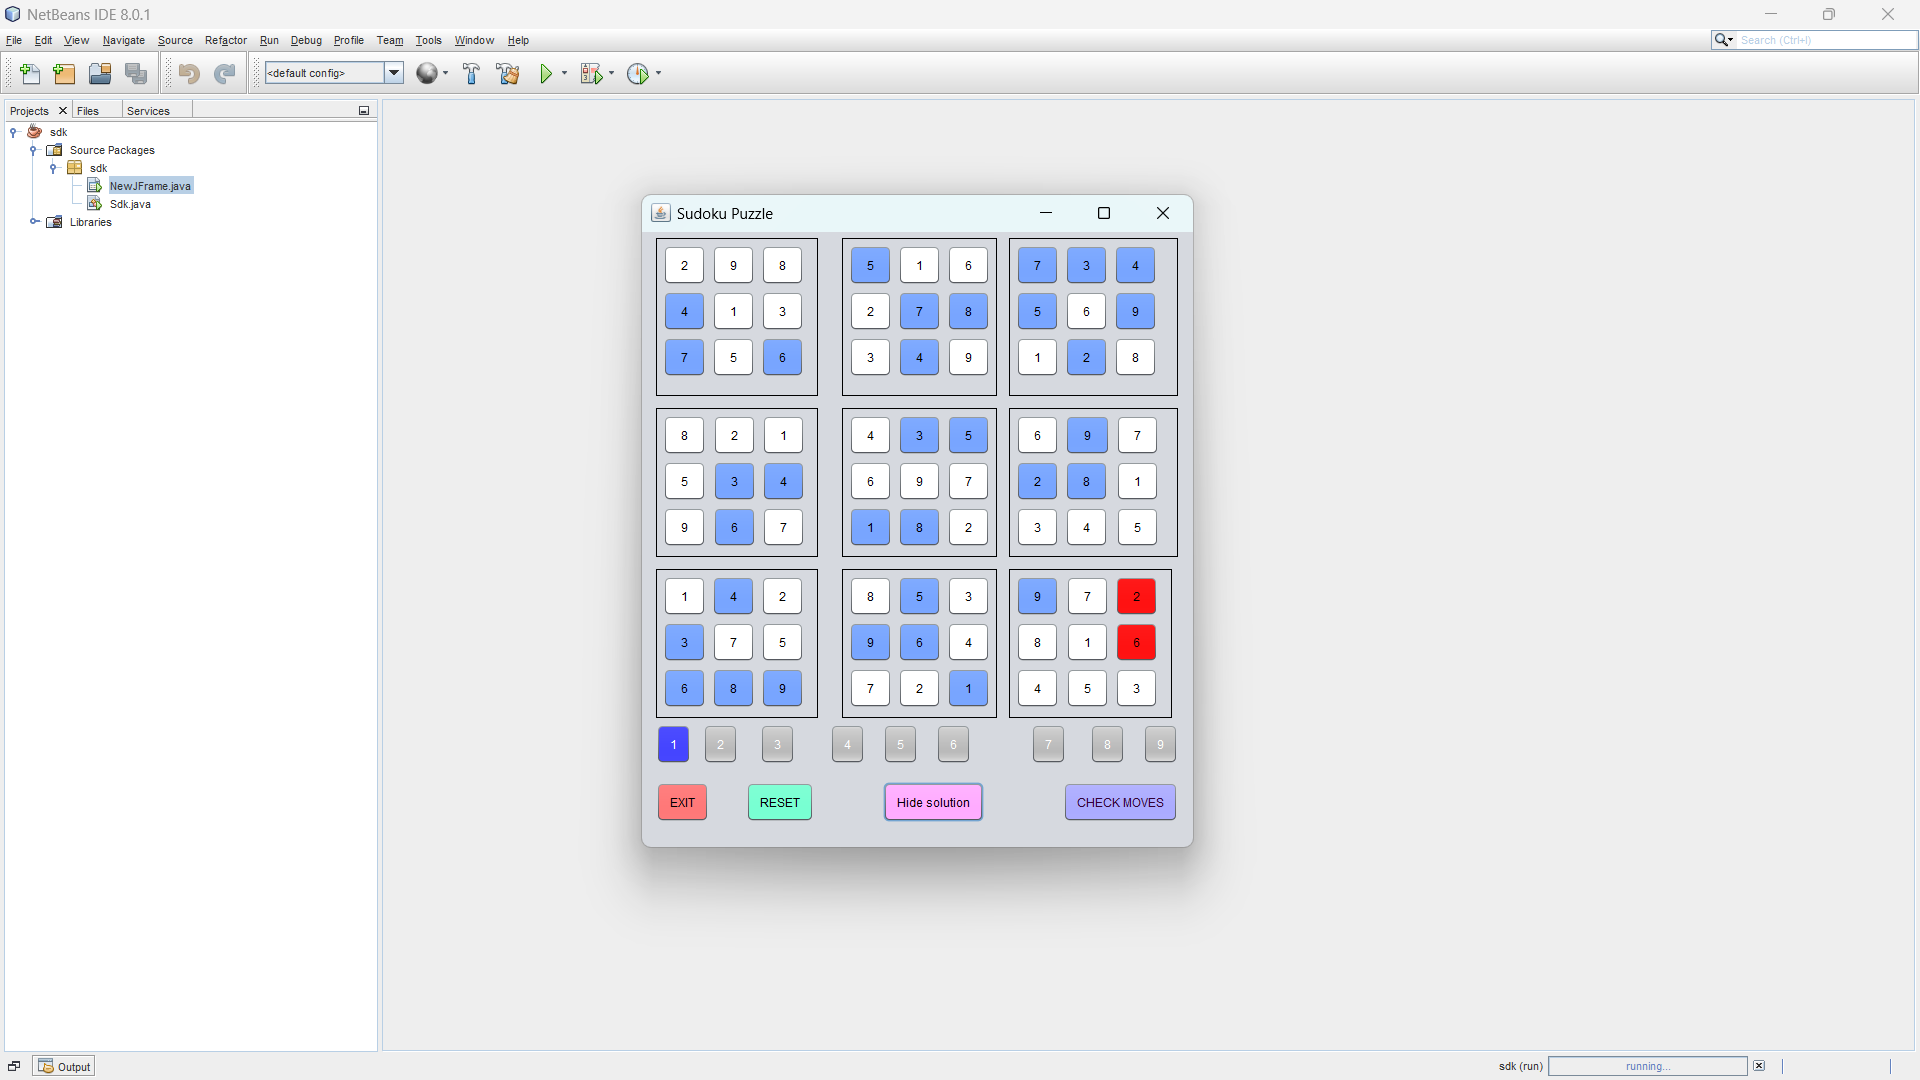 NetBeans IDE 8.0.1
File Edit View Navigate Source Refactor Run Debug Profile Team Tools Window Help
Search (Ctrl+I)
<default config>
Projects Files Services
sdk
Source Packages
sdk
NewJFrame.java
Sdk.java
Libraries
Sudoku Puzzle
2 9 8 5 1 6 7 3 4
4 1 3 2 7 8 5 6 9
7 5 6 3 4 9 1 2 8
8 2 1 4 3 5 6 9 7
5 3 4 6 9 7 2 8 1
9 6 7 1 8 2 3 4 5
1 4 2 8 5 3 9 7 2
3 7 5 9 6 4 8 1 6
6 8 9 7 2 1 4 5 3
1 2 3 4 5 6 7 8 9
EXIT RESET Hide solution CHECK MOVES
Output
sdk (run) running...